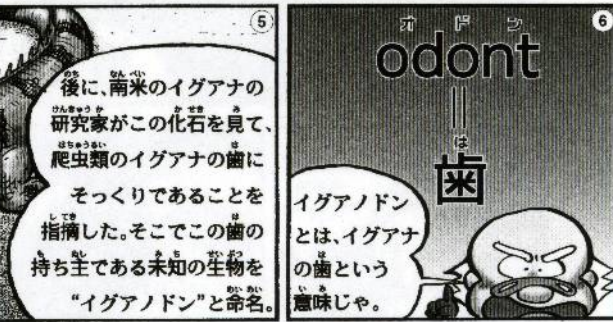 5
後に、南米のイグアナの
研究家がこの化石を見て、
爬虫類のイグアナの歯に
そっくりであることを
指摘した。そこでこの歯の
持ち主である未知の生物を
“イグアノドン”と命名。
6
オドン
odont
歯
イグアノドン
とは、イグアナ
の歯という
意味じゃ。